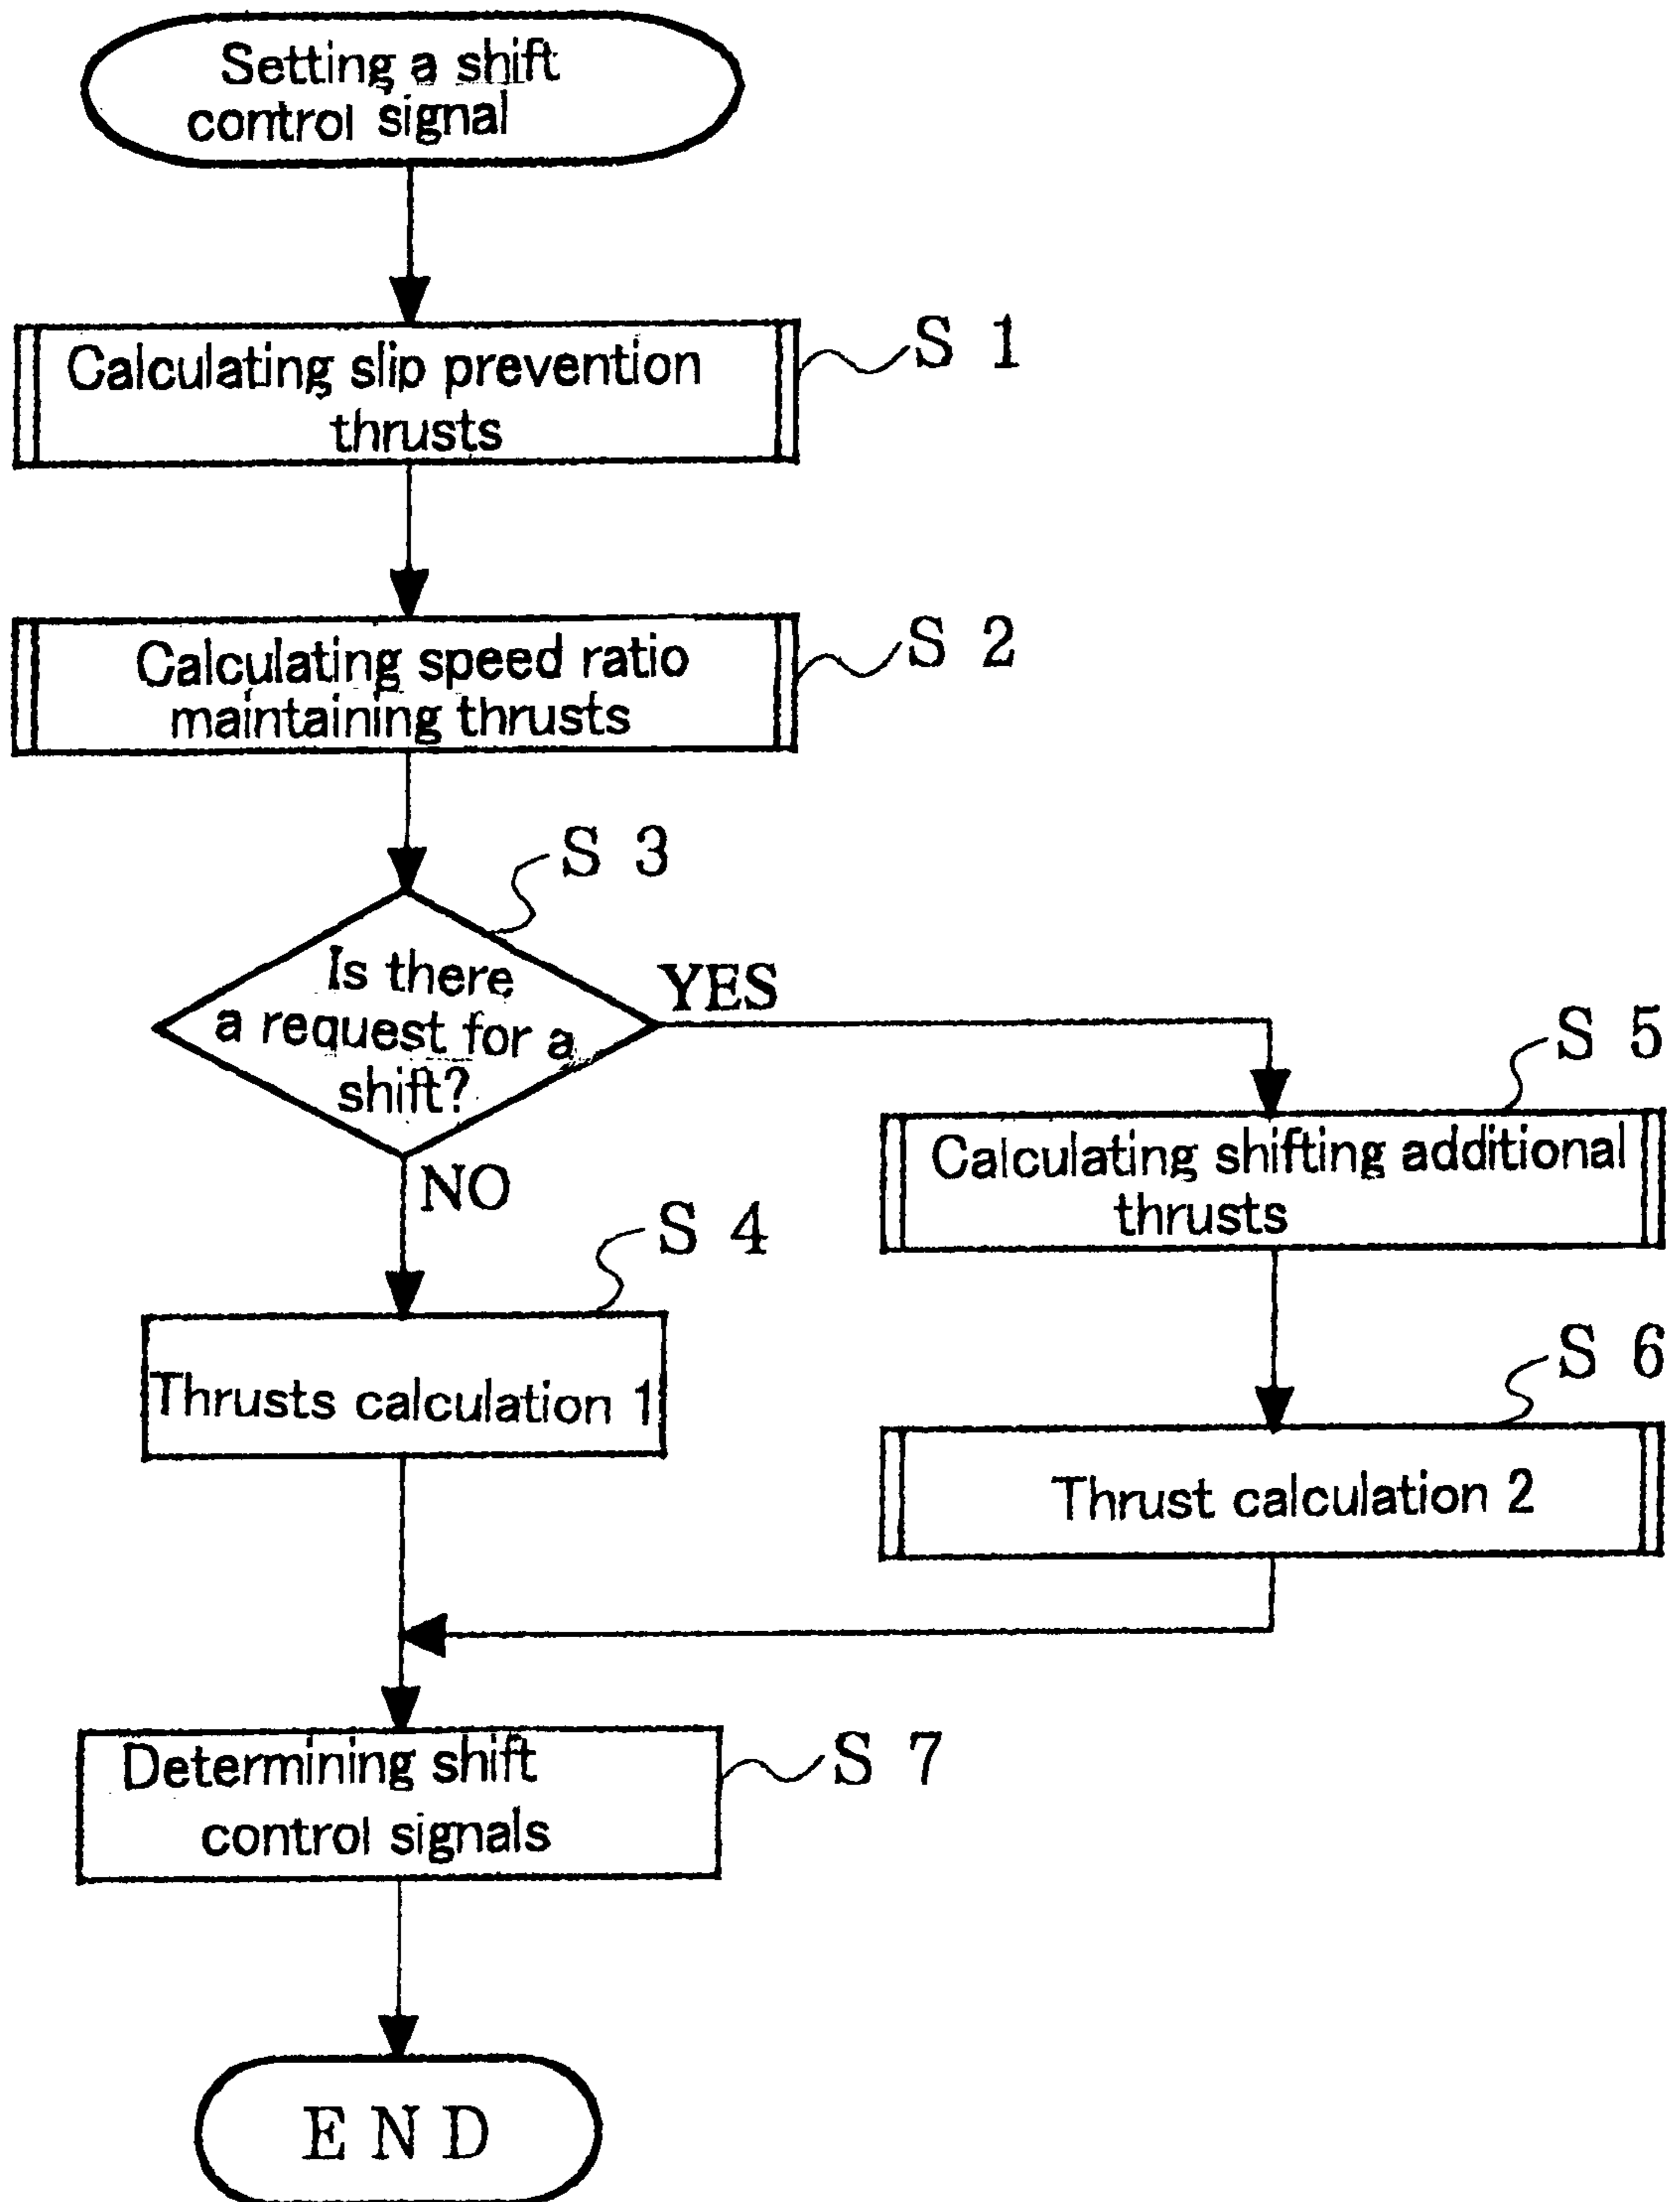 Setting a shift
control signal
Calculating slip prevention
thrusts
S 1
Calculating speed ratio
maintaining thrusts
S 2
S 3
Is there
a request for a
shift?
YES
NO
S 5
Calculating shifting additional
thrusts
S 4
Thrusts calculation 1
S 6
Thrust calculation 2
Determining shift
control signals
S 7
END